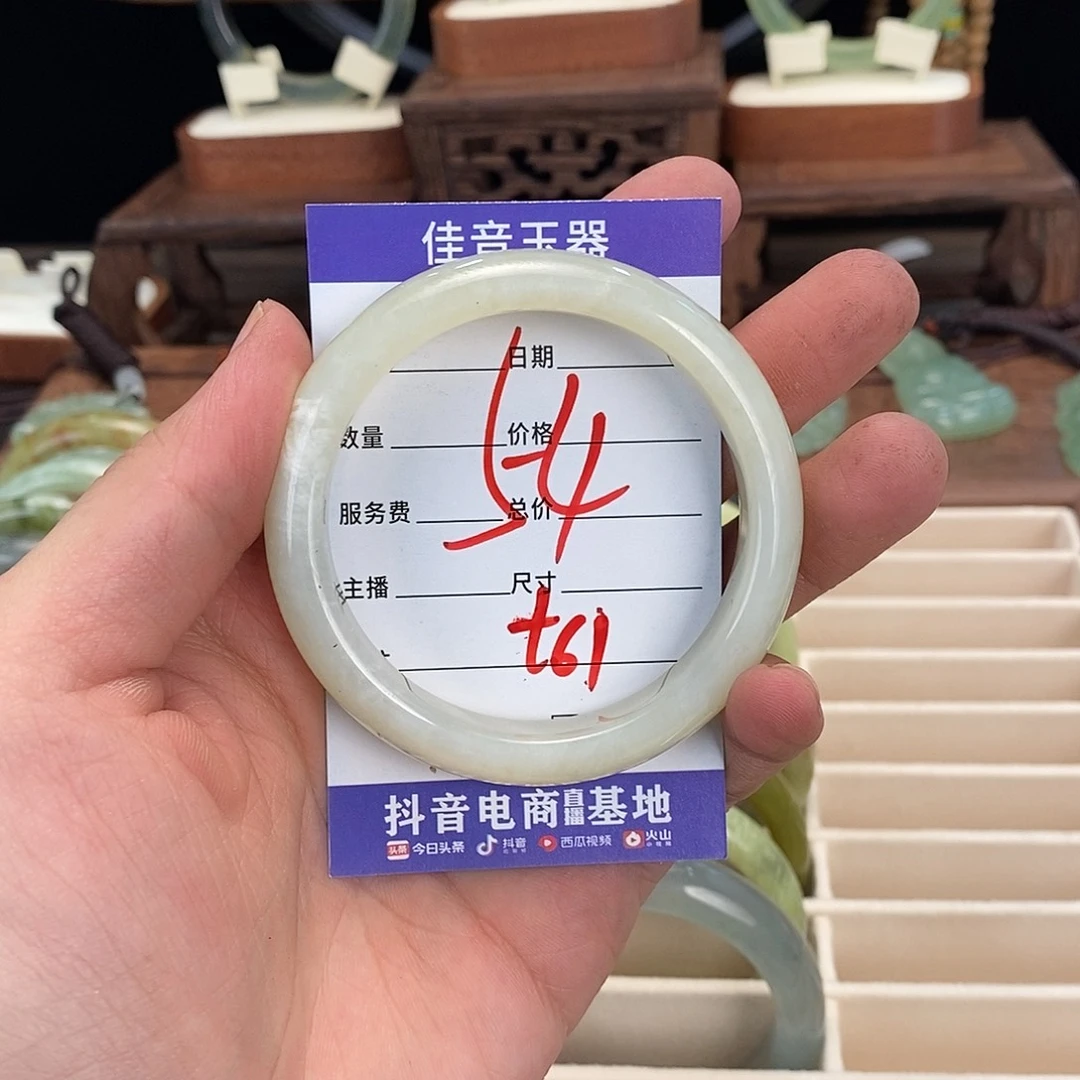 佳音玉器
日期
数量 价格
服务费 总价
主播 尺寸
54
t61
抖音电商直播基地
头条 今日头条 抖音 西瓜视频 火山